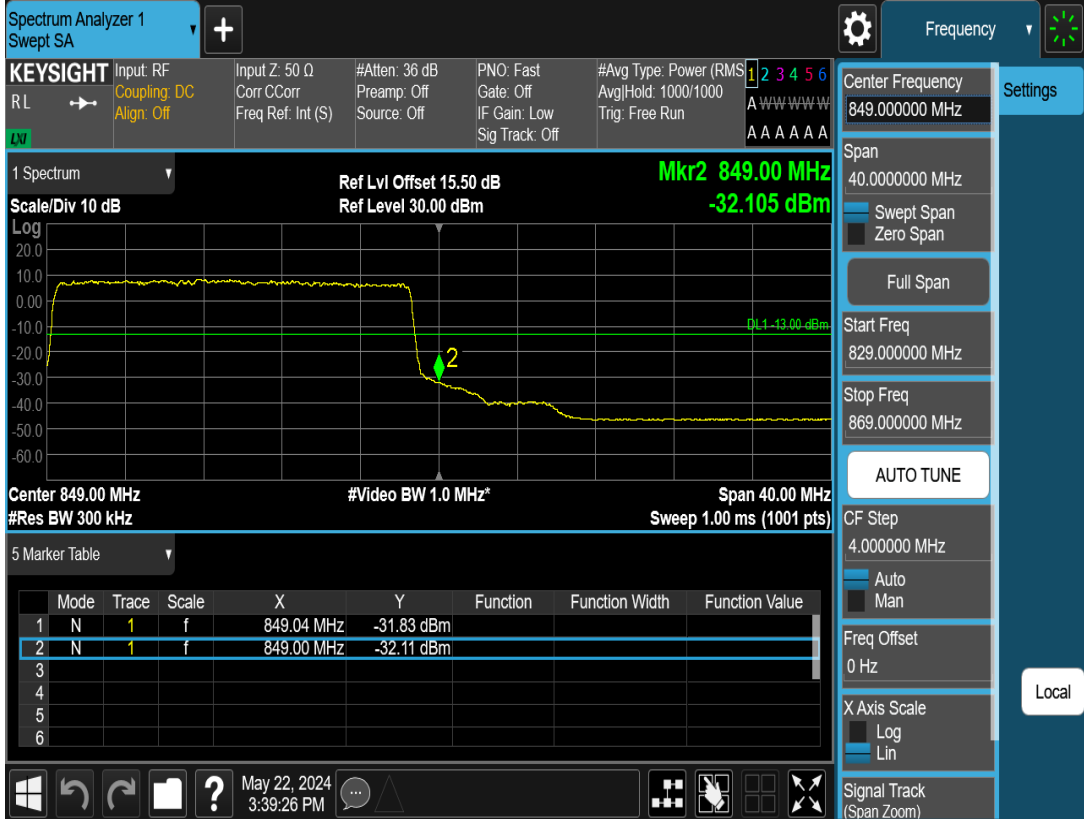 Spectrum Analyzer 1
Swept SA
+
Frequency
KEYSIGHT
R L
LXI
Input: RF
Coupling: DC
Align: Off
Input Z: 50 Ω
Corr CCorr
Freq Ref: Int (S)
#Atten: 36 dB
Preamp: Off
Source: Off
PNO: Fast
Gate: Off
IF Gain: Low
Sig Track: Off
#Avg Type: Power (RMS
Avg|Hold: 1000/1000
Trig: Free Run
1 2 3 4 5 6
A W W W W W
A A A A A A
1 Spectrum
Scale/Div 10 dB
Log
Ref Lvl Offset 15.50 dB
Ref Level 30.00 dBm
Mkr2 849.00 MHz
-32.105 dBm
20.0
10.0
0.00
-10.0
-20.0
-30.0
-40.0
-50.0
-60.0
DL1 -13.00 dBm
2
Center 849.00 MHz
#Video BW 1.0 MHz*
Span 40.00 MHz
#Res BW 300 kHz
Sweep 1.00 ms (1001 pts)
5 Marker Table
Mode Trace Scale X Y Function Function Width Function Value
1 N 1 f 849.04 MHz -31.83 dBm
2 N 1 f 849.00 MHz -32.11 dBm
3
4
5
6
May 22, 2024
3:39:26 PM
?
Center Frequency
849.000000 MHz
Settings
Span
40.0000000 MHz
Swept Span
Zero Span
Full Span
Start Freq
829.000000 MHz
Stop Freq
869.000000 MHz
AUTO TUNE
CF Step
4.000000 MHz
Auto
Man
Freq Offset
0 Hz
X Axis Scale
Log
Lin
Local
Signal Track
(Span Zoom)